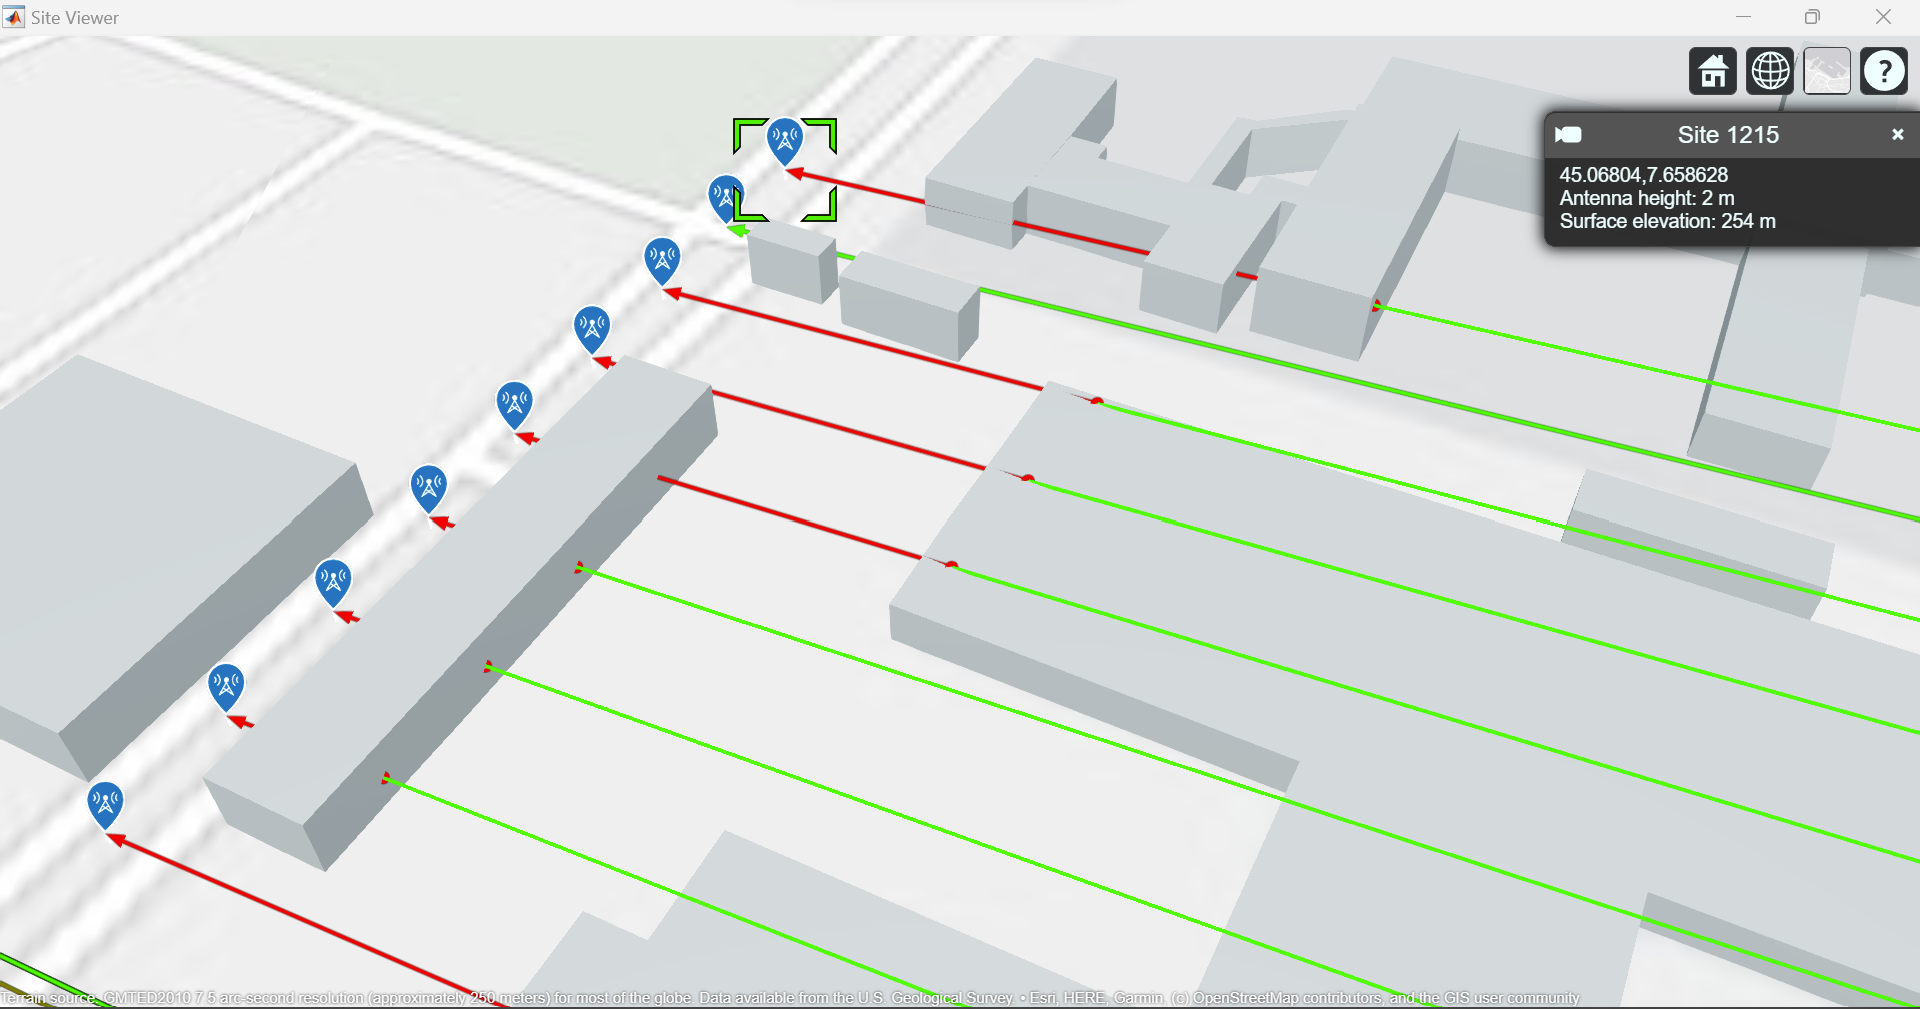 Site Viewer
?
Site 1215
45.06804,7.658628
Antenna height: 2 m
Surface elevation: 254 m
Terrain source: GMTED2010 7.5 arc-second resolution (approximately 250 meters) for most of the globe. Data available from the U.S. Geological Survey. • Esri, HERE, Garmin, (c) OpenStreetMap contributors, and the GIS user community